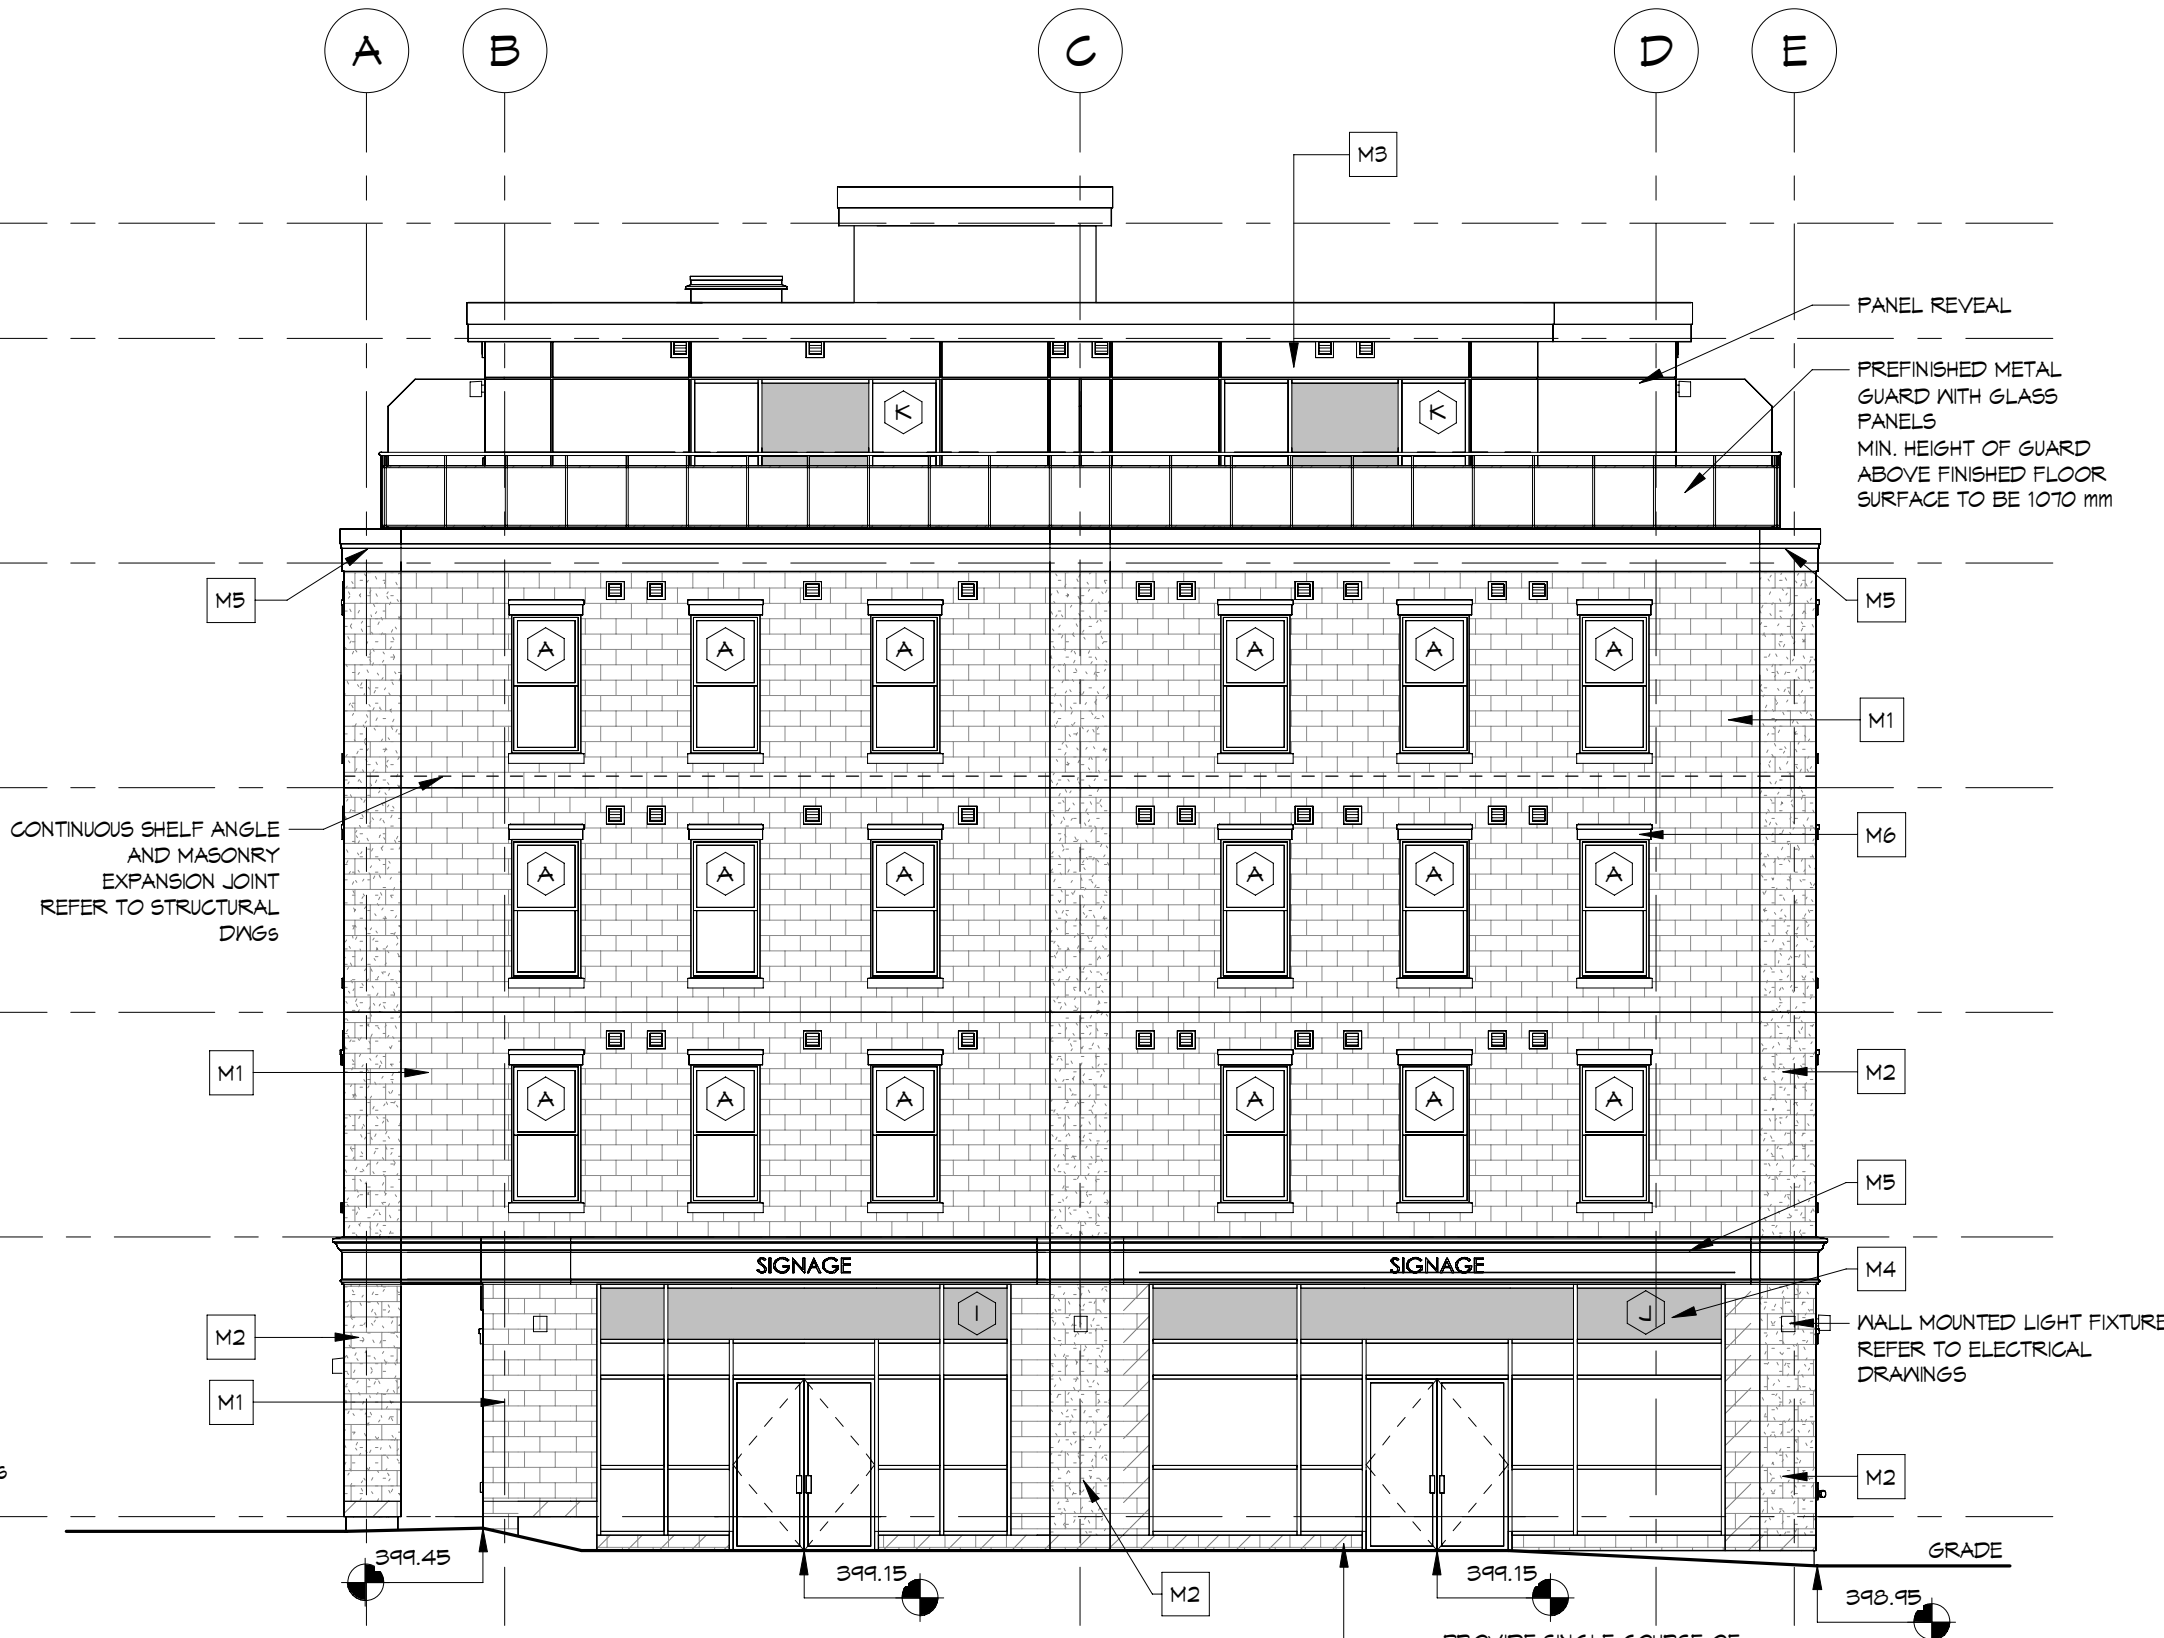 A B C D E
M3
PANEL REVEAL
PREFINISHED METAL
GUARD WITH GLASS
PANELS
MIN. HEIGHT OF GUARD
ABOVE FINISHED FLOOR
SURFACE TO BE 1070 mm
K K
M5 M5
A A A A A A
M1
CONTINUOUS SHELF ANGLE
AND MASONRY
EXPANSION JOINT
REFER TO STRUCTURAL
DWGs
M6
A A A A A A
M1 M2
A A A A A A
M5
SIGNAGE SIGNAGE
M4
I J
M2
WALL MOUNTED LIGHT FIXTURE
REFER TO ELECTRICAL
DRAWINGS
M1
M2
GRADE
399.45 399.15 399.15 398.95
M2